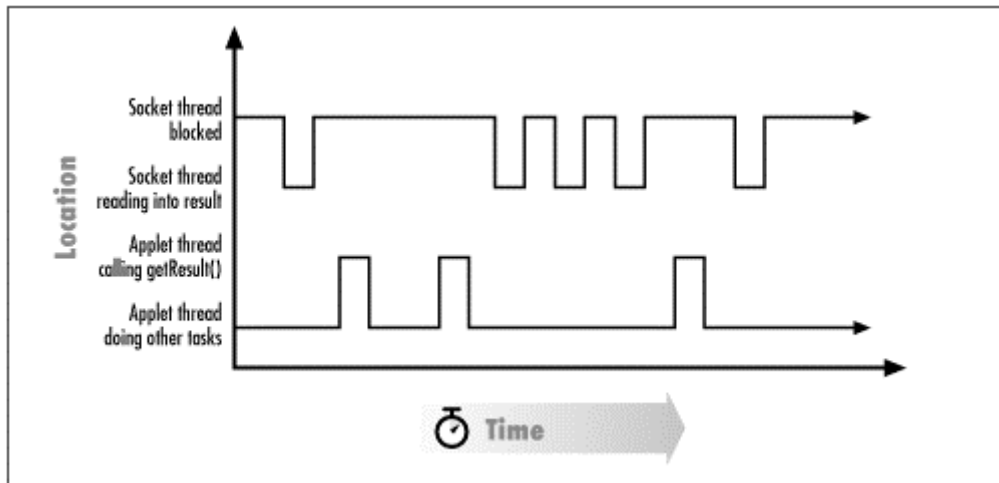 Socket thread
blocked
Socket thread
reading into result
Location
Applet thread
calling getResult()
Applet thread
doing other tasks
Time